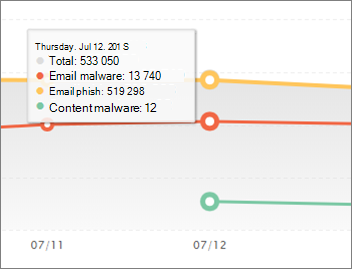 Thursday. Jul 12. 201S
Total: 533 050
Email malware: 13 740
Email phish: 519 298
Content malware: 12
07/11
07/12